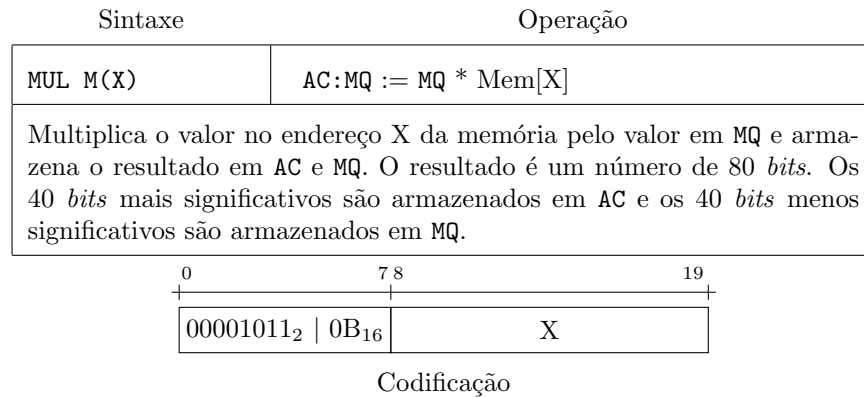 Sintaxe Operação
MUL M(X) AC:MQ := MQ * Mem[X]
Multiplica o valor no endereço X da memória pelo valor em MQ e arma-
zena o resultado em AC e MQ. O resultado é um número de 80 bits. Os
40 bits mais significativos são armazenados em AC e os 40 bits menos
significativos são armazenados em MQ.
0 7 8 19
00001011₂ | 0B₁₆ X
Codificação